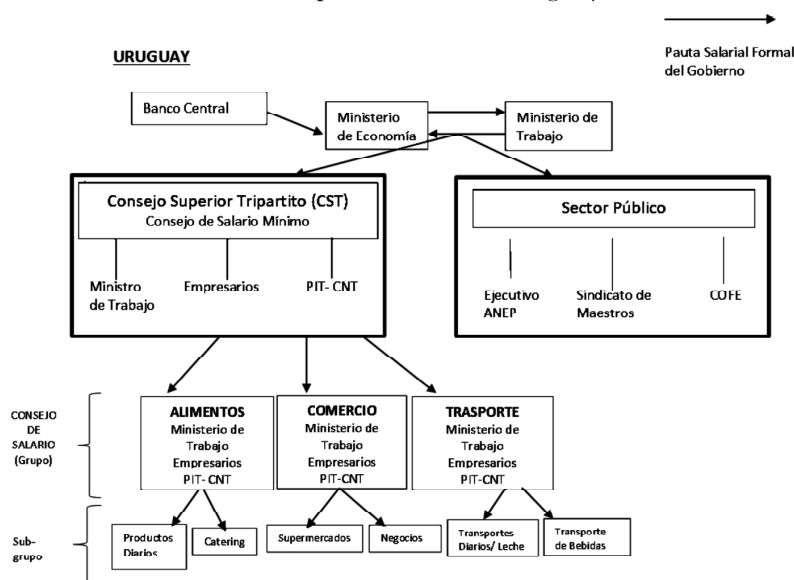 URUGUAY
Pauta Salarial Formal
del Gobierno
Banco Central
Ministerio
de Economía
Ministerio de
Trabajo
Consejo Superior Tripartito (CST)
Consejo de Salario Mínimo
Ministro
de Trabajo
Empresarios
PIT- CNT
Sector Público
Ejecutivo
ANEP
Sindicato de
Maestros
COFE
CONSEJO
DE
SALARIO
(Grupo)
ALIMENTOS
Ministerio de
Trabajo
Empresarios
PIT- CNT
COMERCIO
Ministerio de
Trabajo
Empresarios
PIT-CNT
TRASPORTE
Ministerio de
Trabajo
Empresarios
PIT-CNT
Sub-
grupo
Productos
Diarios
Catering
Supermercados
Negocios
Transportes
Diarios/ Leche
Transporte
de Bebidas